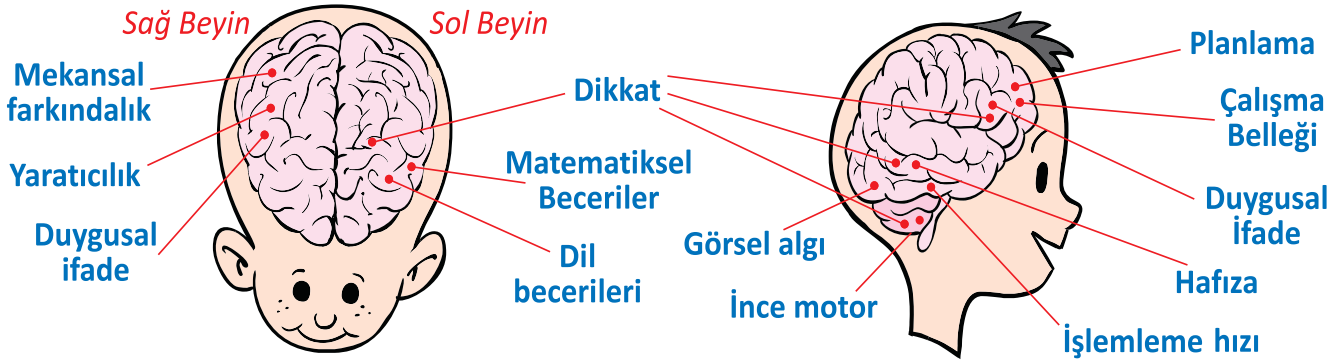 Sağ Beyin
Sol Beyin
Mekansal
farkındalık
Yaratıcılık
Duygusal
ifade
Dikkat
Matematiksel
Beceriler
Dil
becerileri
Planlama
Çalışma
Belleği
Duygusal
İfade
Görsel algı
İnce motor
Hafıza
İşlemleme hızı